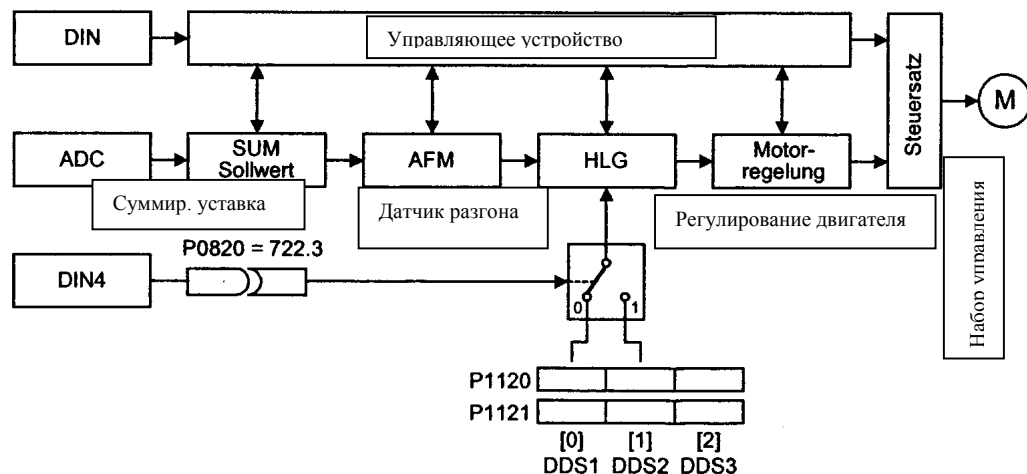 DIN
Управляющее устройство
Steuersatz
M
ADC
SUM
Sollwert
AFM
HLG
Motor-
regelung
Суммир. уставка
Датчик разгона
Регулирование двигателя
Набор управления
P0820 = 722.3
DIN4
0
1
P1120
P1121
[0]
[1]
[2]
DDS1
DDS2
DDS3